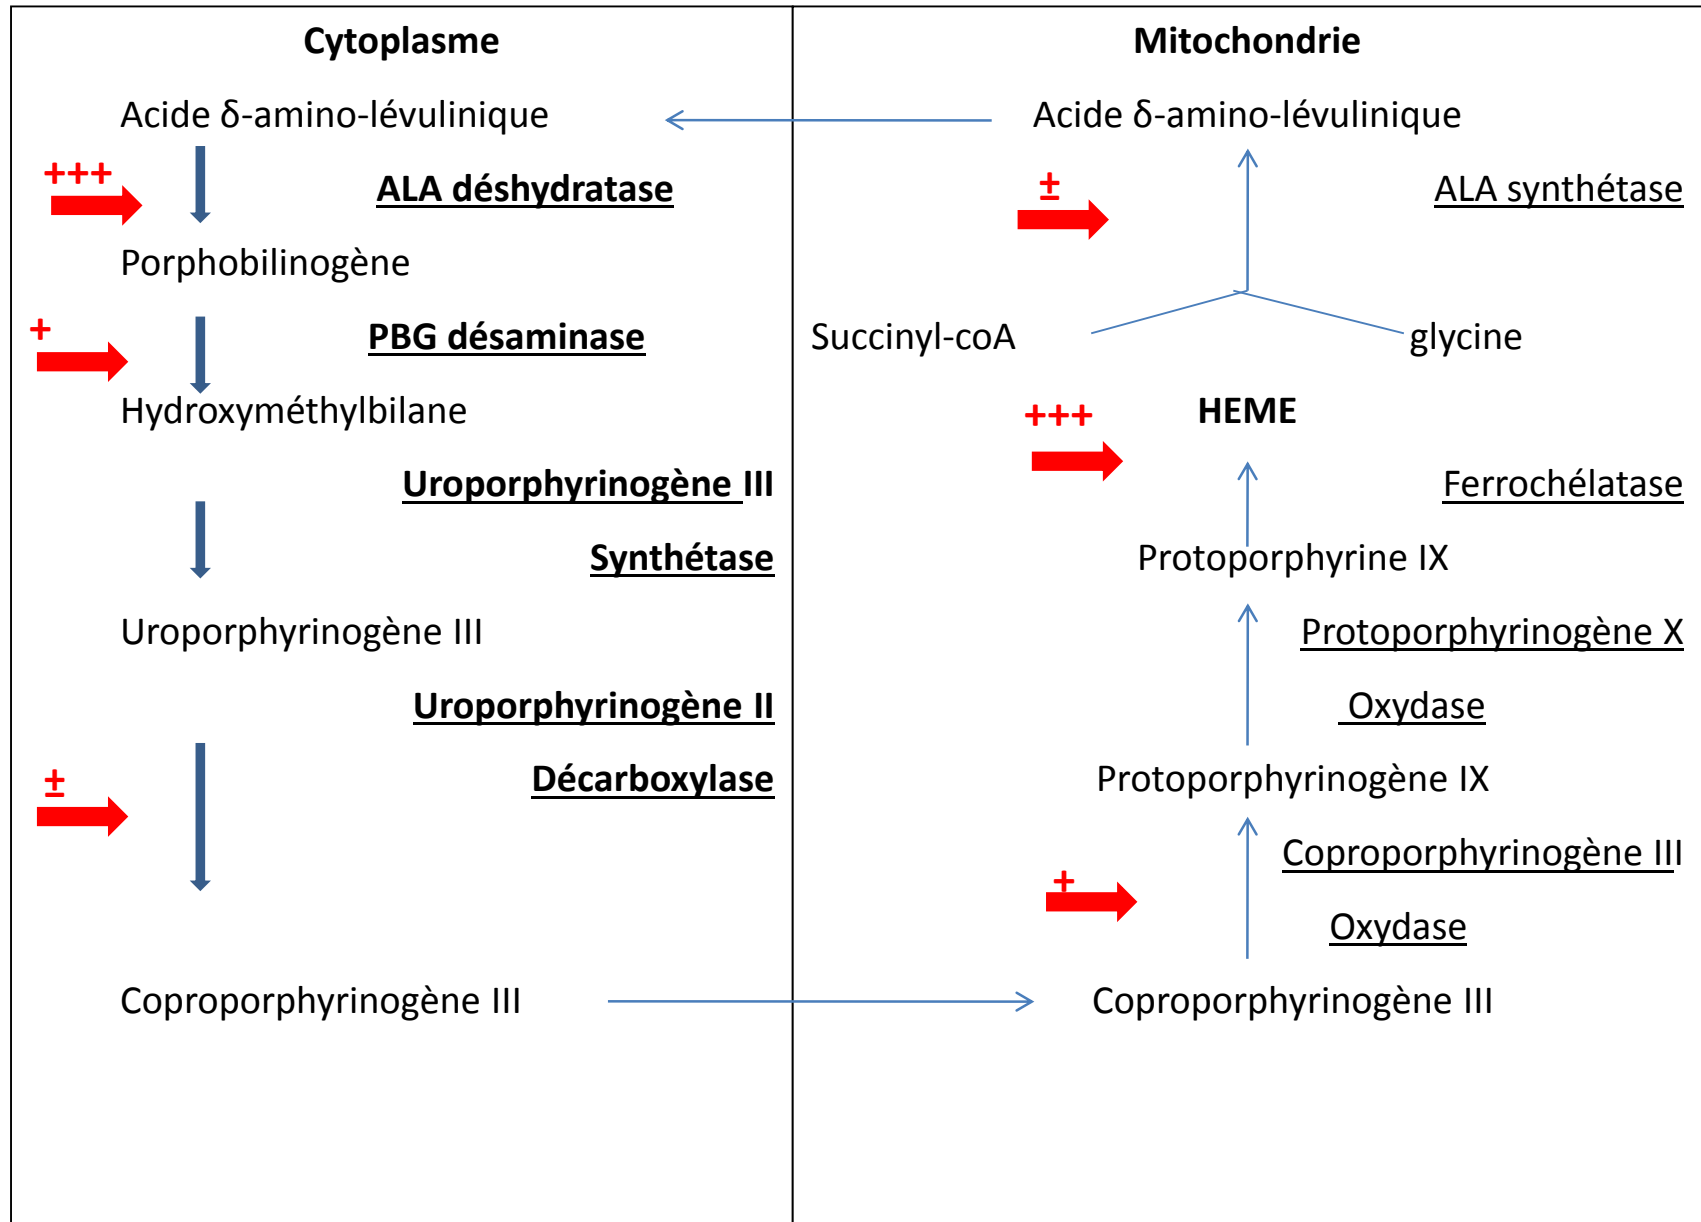 Cytoplasme
Acide δ-amino-lévulinique
+++
ALA déshydratase
Porphobilinogène
+
PBG désaminase
Hydroxyméthylbilane
Uroporphyrinogène III
Synthétase
Uroporphyrinogène III
Uroporphyrinogène II
±
Décarboxylase
Coproporphyrinogène III
Mitochondrie
Acide δ-amino-lévulinique
±
ALA synthétase
Succinyl-coA
glycine
+++
HEME
Ferrochélatase
Protoporphyrine IX
Protoporphyrinogène X
Oxydase
Protoporphyrinogène IX
Coproporphyrinogène III
+
Oxydase
Coproporphyrinogène III